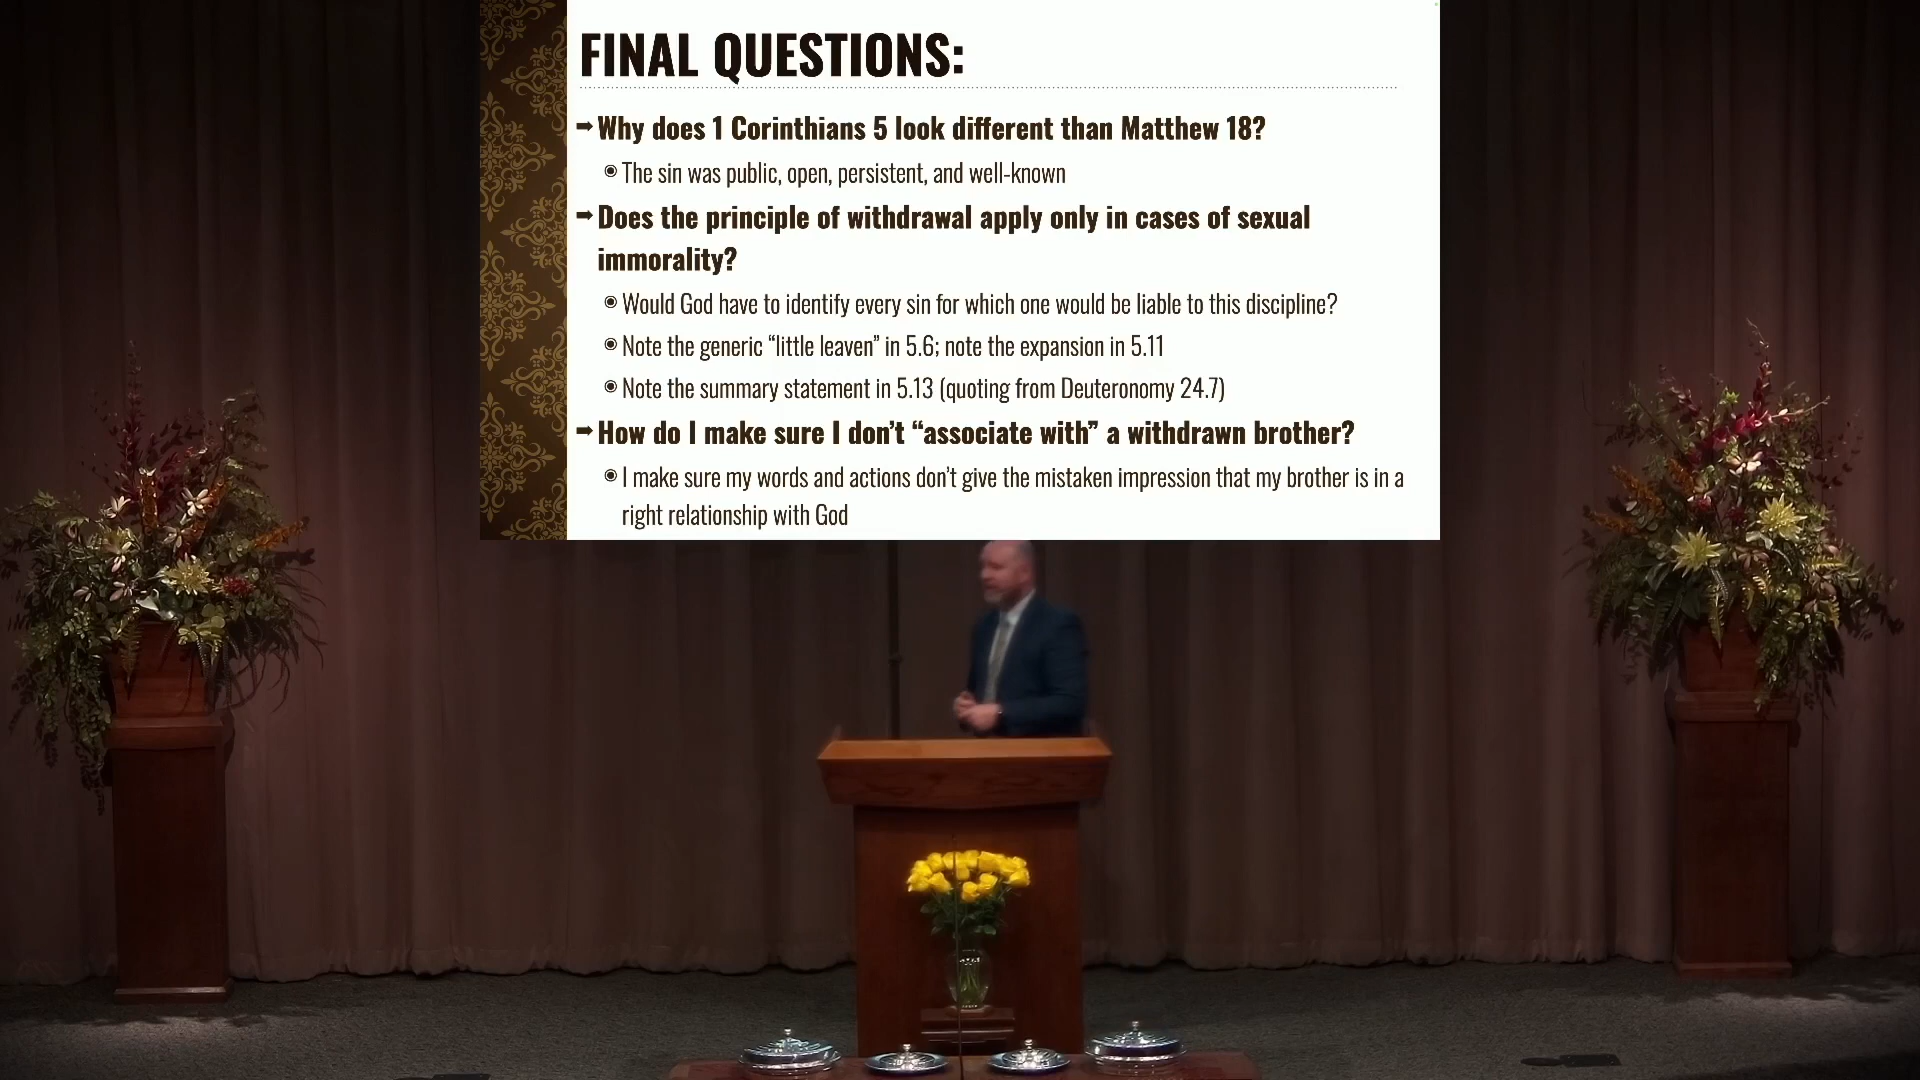 FINAL QUESTIONS:
Why does 1 Corinthians 5 look different than Matthew 18?
The sin was public, open, persistent, and well-known
Does the principle of withdrawal apply only in cases of sexual
immorality?
Would God have to identify every sin for which one would be liable to this discipline?
Note the generic “little leaven” in 5.6; note the expansion in 5.11
Note the summary statement in 5.13 (quoting from Deuteronomy 24.7)
How do I make sure I don’t “associate with” a withdrawn brother?
I make sure my words and actions don’t give the mistaken impression that my brother is in a
right relationship with God